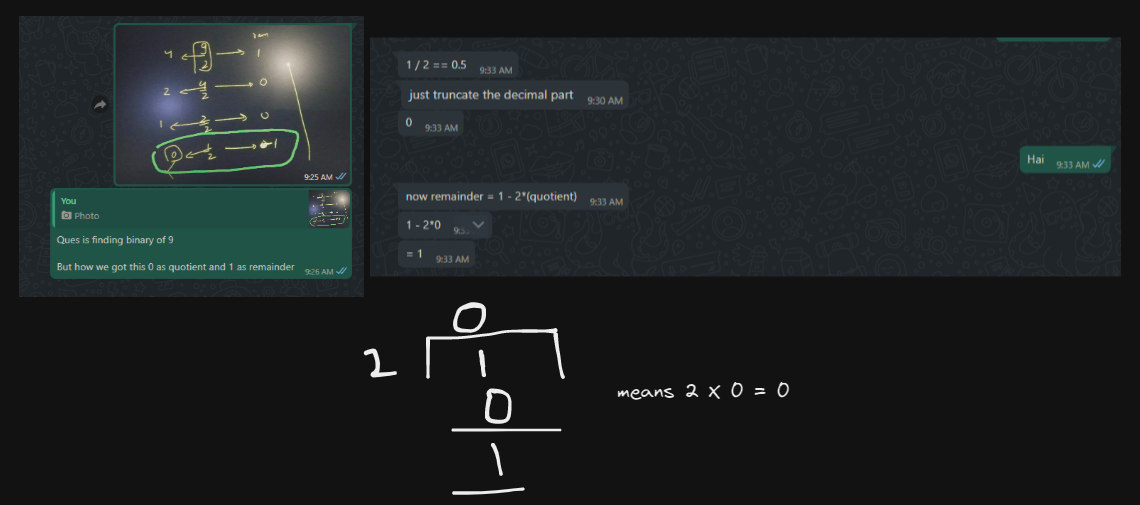 rem
4 ← 9/2 → 1
2 ← 4/2 → 0
1 ← 2/2 → 0
0 ← 1/2 → 1
9:25 AM
You
Photo
Ques is finding binary of 9
But how we got this 0 as quotient and 1 as remainder
9:26 AM
1 / 2 == 0.5 9:33 AM
just truncate the decimal part 9:30 AM
0 9:33 AM
Hai 9:33 AM
now remainder = 1 - 2*(quotient) 9:33 AM
1 - 2*0
= 1 9:33 AM
0
2 1
0
means 2 x 0 = 0
1